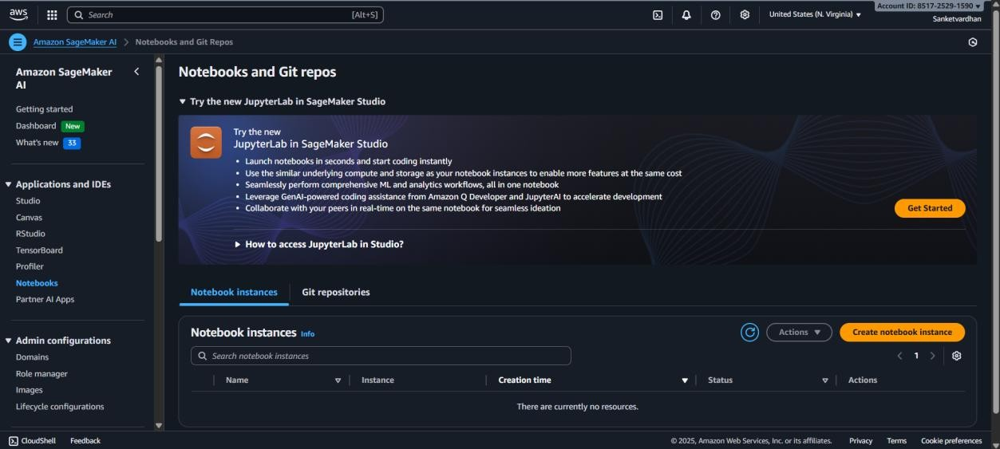 aws
Search [Alt+S]
United States (N. Virginia)
Account ID: 8517-2529-1590
Sanketvardhan
Amazon SageMaker AI
Notebooks and Git Repos
Amazon SageMaker
AI
Getting started
Dashboard New
What's new 33
Applications and IDEs
Studio
Canvas
RStudio
TensorBoard
Profiler
Notebooks
Partner AI Apps
Admin configurations
Domains
Role manager
Images
Lifecycle configurations
Notebooks and Git repos
Try the new JupyterLab in SageMaker Studio
Try the new
JupyterLab in SageMaker Studio
• Launch notebooks in seconds and start coding instantly
• Use the similar underlying compute and storage as your notebook instances to enable more features at the same cost
• Seamlessly perform comprehensive ML and analytics workflows, all in one notebook
• Leverage GenAI-powered coding assistance from Amazon Q Developer and JupyterAI to accelerate development
• Collaborate with your peers in real-time on the same notebook for seamless ideation
Get Started
How to access JupyterLab in Studio?
Notebook instances Git repositories
Notebook instances Info
Actions
Create notebook instance
Search notebook instances
1
Name Instance Creation time Status Actions
There are currently no resources.
CloudShell Feedback
© 2025, Amazon Web Services, Inc. or its affiliates. Privacy Terms Cookie preferences